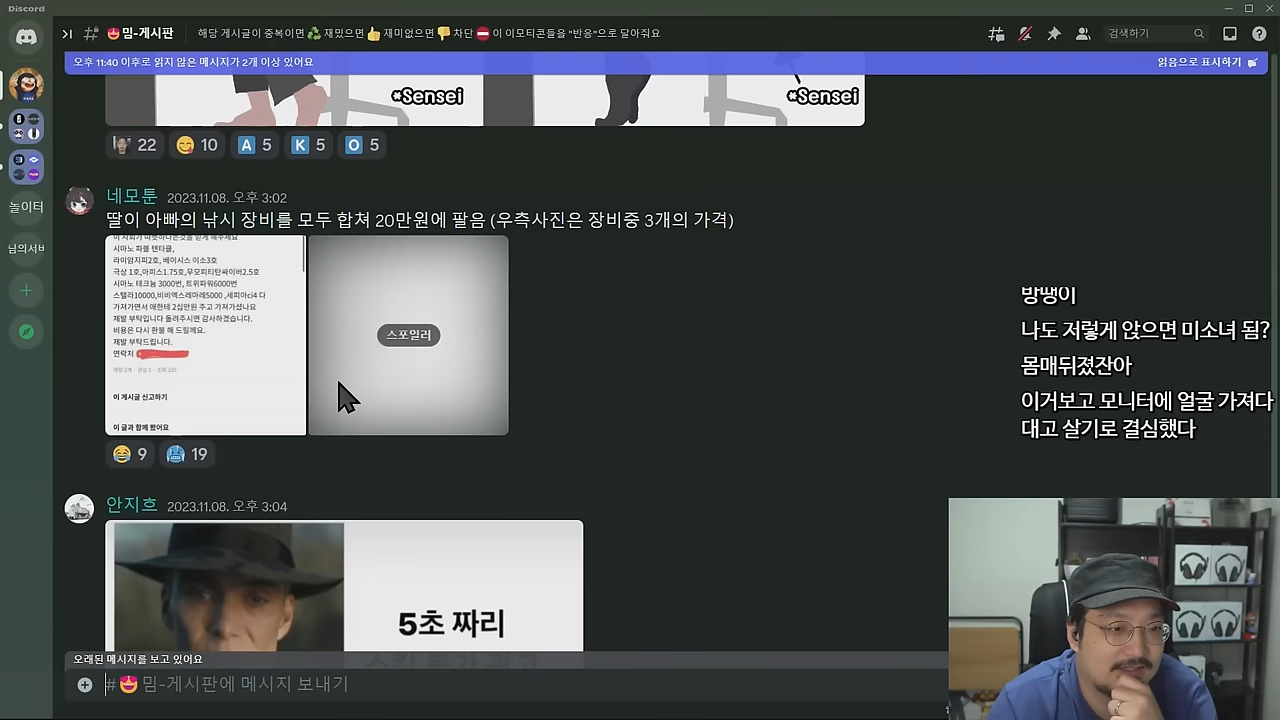 Discord
😍밈-게시판
해당 게시글이 중복이면♻️ 재밌으면👍 재미없으면👎 차단⛔ 이 이모티콘들을 "반응"으로 달아줘요
검색하기
오후 11:40 이후로 읽지 않은 메시지가 2개 이상 있어요
읽음으로 표시하기
*Sensei
*Sensei
22
10
A 5
K 5
O 5
놀이터
님의서버
네모툰 2023.11.08. 오후 3:02
딸이 아빠의 낚시 장비를 모두 합쳐 20만원에 팔음 (우측사진은 장비중 3개의 가격)
시마노 파블 텐타클,
라이암지피2호, 베이시스 이소3호
극상 1호,아피스1.75호,무모피티탄싸이버2.5호
시마노 테크늄 3000번, 트위파워6000번
스텔라10000,비비엑스레마레5000 ,세피아ci4 다
가져가면서 애한테 2십만원 주고 가져가셨나요
제발 부탁입니다 돌려주시면 감사하겠습니다.
비용은 다시 환불 해 드릴께요.
제발 부탁드립니다.
연락처
이 게시글 신고하기
이 글과 함께 봤어요
스포일러
9
19
안지흐 2023.11.08. 오후 3:04
5초 짜리
오래된 메시지를 보고 있어요
#😍밈-게시판에 메시지 보내기
방땡이
나도 저렇게 앉으면 미소녀 됨?
몸매뒤졌잖아
이거보고 모니터에 얼굴 가져다
대고 살기로 결심했다